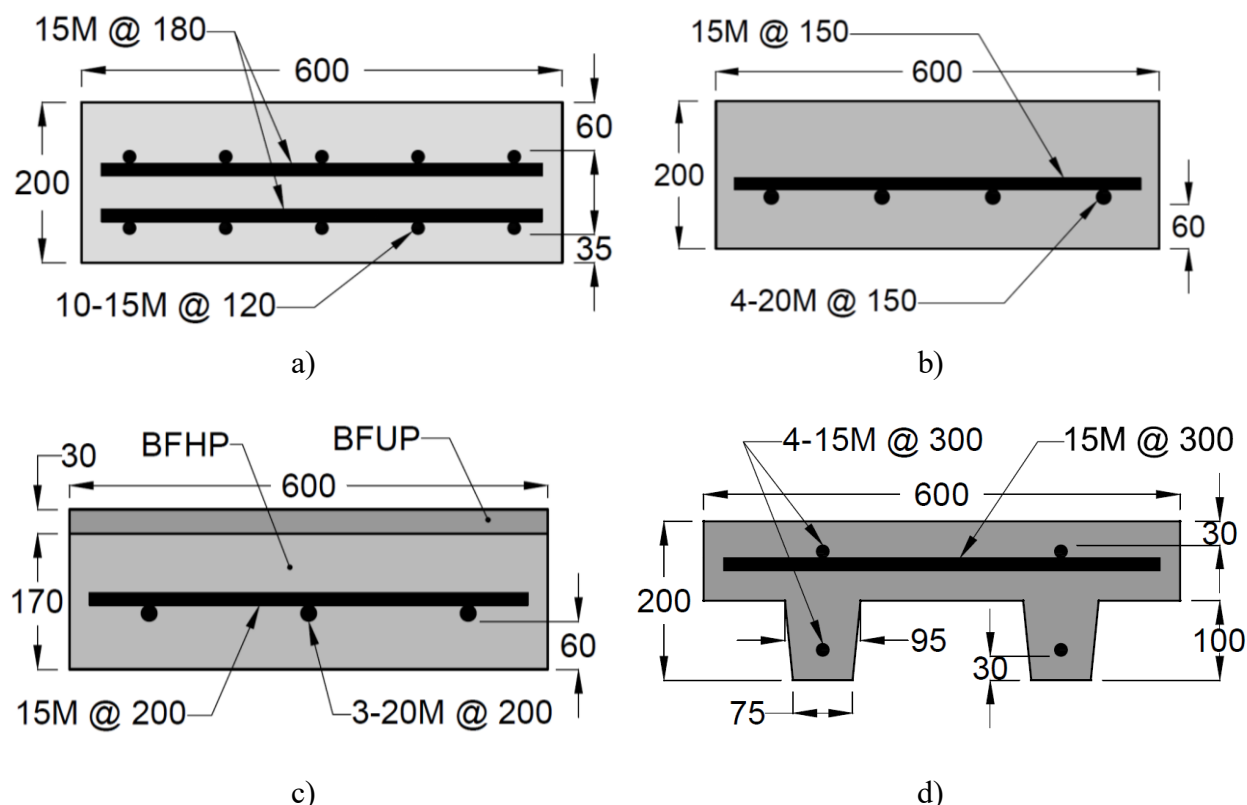 15M @ 180
600
200
60
35
10-15M @ 120
a)
15M @ 150
600
200
60
4-20M @ 150
b)
BFHP
BFUP
30
600
170
60
15M @ 200
3-20M @ 200
c)
4-15M @ 300
15M @ 300
600
30
200
95
100
30
75
d)